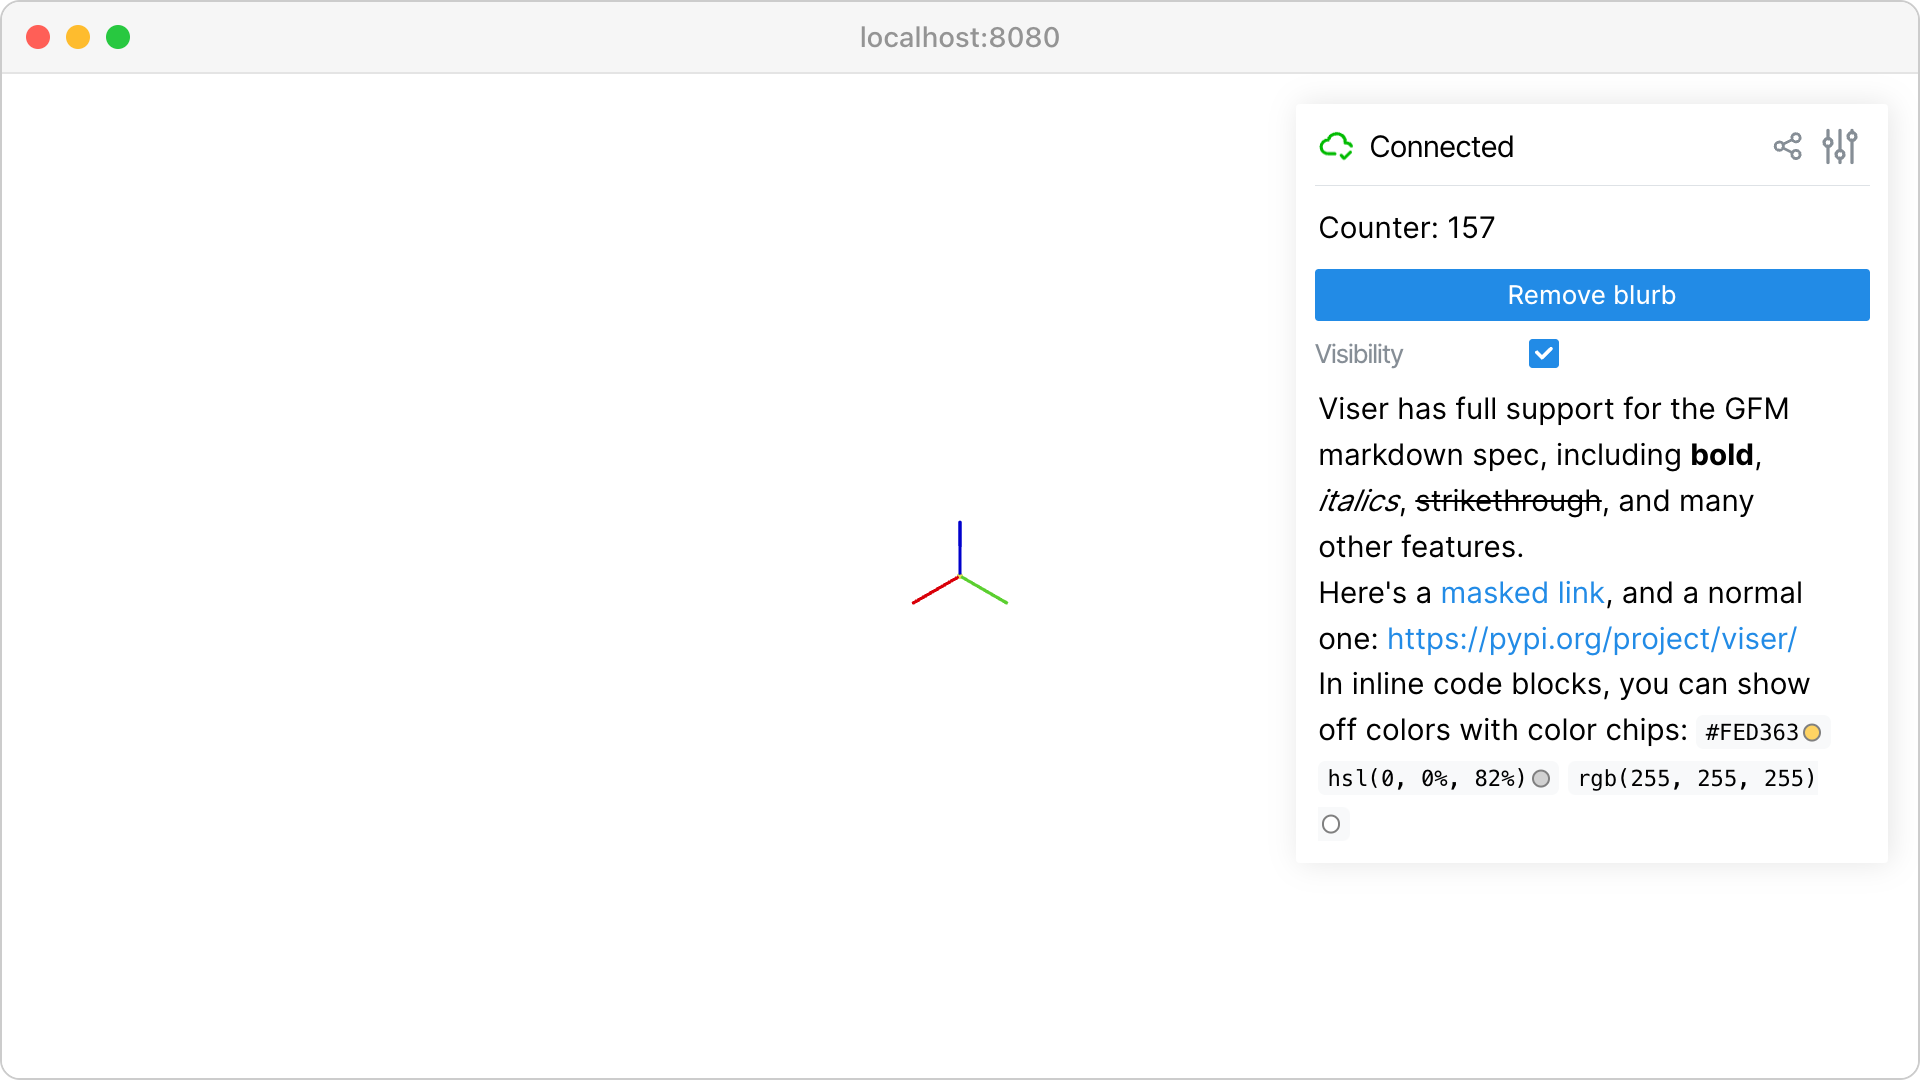 localhost:8080
Connected
Counter: 157
Remove blurb
Visibility
Viser has full support for the GFM
markdown spec, including bold,
italics, strikethrough, and many
other features.
Here's a masked link, and a normal
one: https://pypi.org/project/viser/
In inline code blocks, you can show
off colors with color chips: #FED363
hsl(0, 0%, 82%) rgb(255, 255, 255)